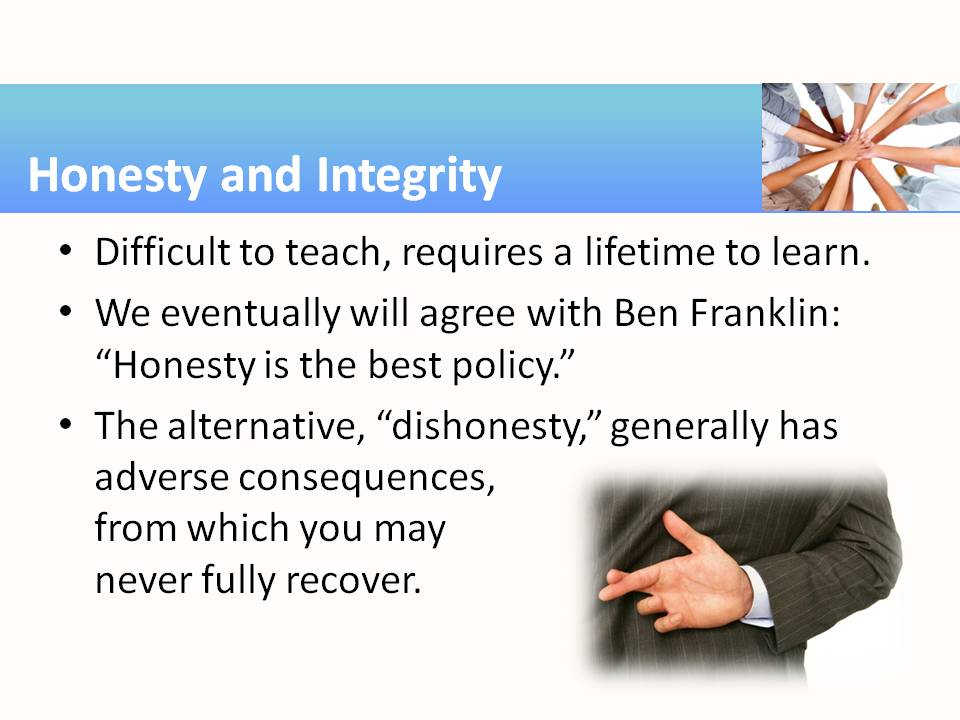 Honesty and Integrity
• Difficult to teach, requires a lifetime to learn.
• We eventually will agree with Ben Franklin:
“Honesty is the best policy.”
• The alternative, “dishonesty,” generally has
adverse consequences,
from which you may
never fully recover.